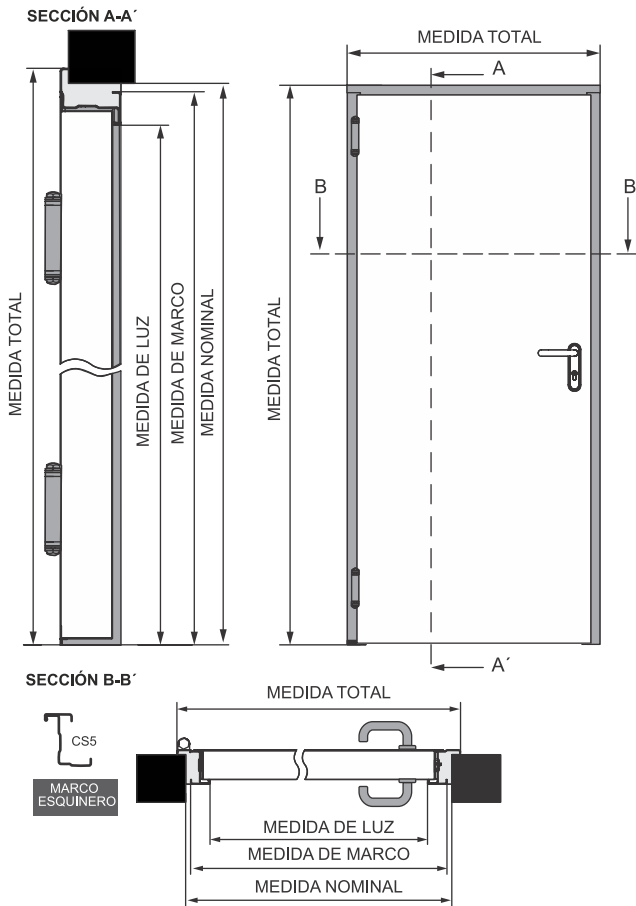 SECCIÓN A-A´
MEDIDA TOTAL
MEDIDA DE LUZ
MEDIDA DE MARCO
MEDIDA NOMINAL
MEDIDA TOTAL
A
B
B
MEDIDA TOTAL
A´
SECCIÓN B-B´
CS5
MARCO
ESQUINERO
MEDIDA TOTAL
MEDIDA DE LUZ
MEDIDA DE MARCO
MEDIDA NOMINAL